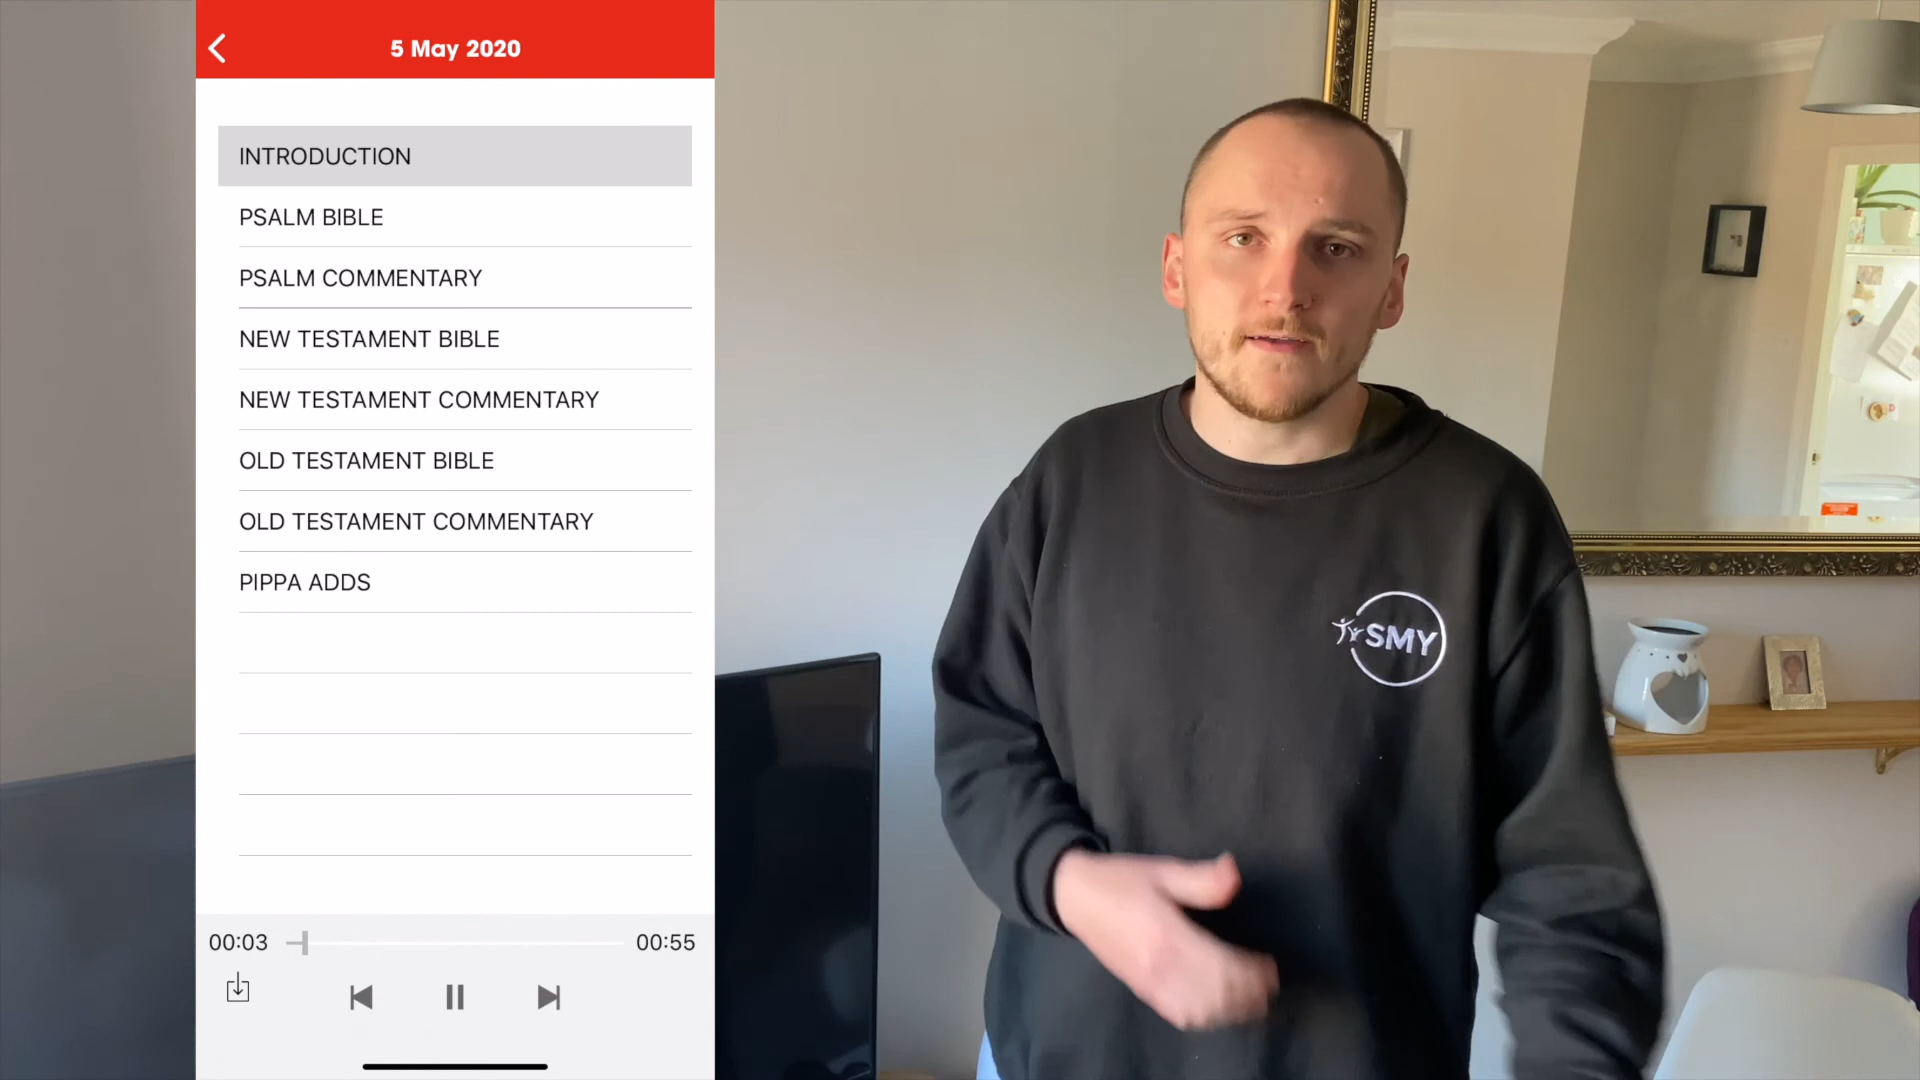 5 May 2020
INTRODUCTION
PSALM BIBLE
PSALM COMMENTARY
NEW TESTAMENT BIBLE
NEW TESTAMENT COMMENTARY
OLD TESTAMENT BIBLE
OLD TESTAMENT COMMENTARY
PIPPA ADDS
00:03
00:55
SMY